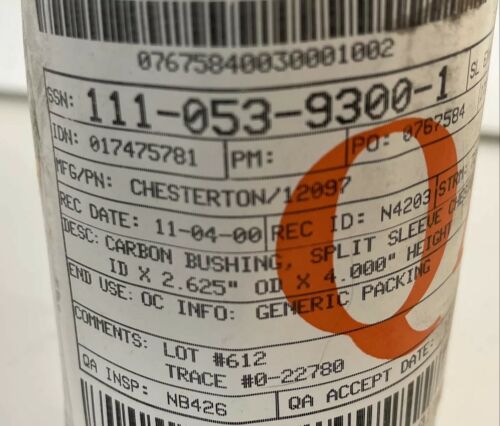 07675840030001002
SSN: 111-053-9300-1
IDN: 017475781 PM: PO: 0767584
MFG/PN: CHESTERTON/12097
REC DATE: 11-04-00 REC ID: N4203
DESC: CARBON BUSHING, SPLIT SLEEVE
ID X 2.625" OD X 4.000" HEIGHT
END USE: OC INFO: GENERIC PACKING
COMMENTS: LOT #612
TRACE #0-22780
QA INSP: NB426 QA ACCEPT DATE:
Q